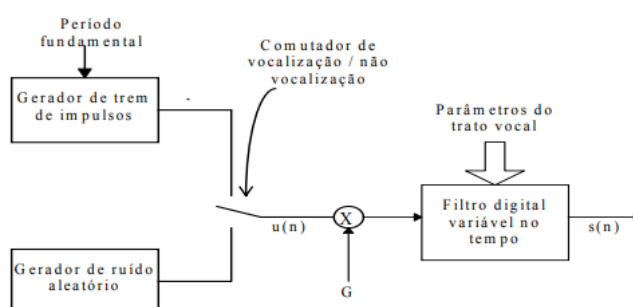 Período
fundamental
Gerador de trem
de impulsos
Comutador de
vocalização / não
vocalização
Parâmetros do
trato vocal
u(n)
X
G
Filtro digital
variável no
tempo
s(n)
Gerador de ruído
aleatório